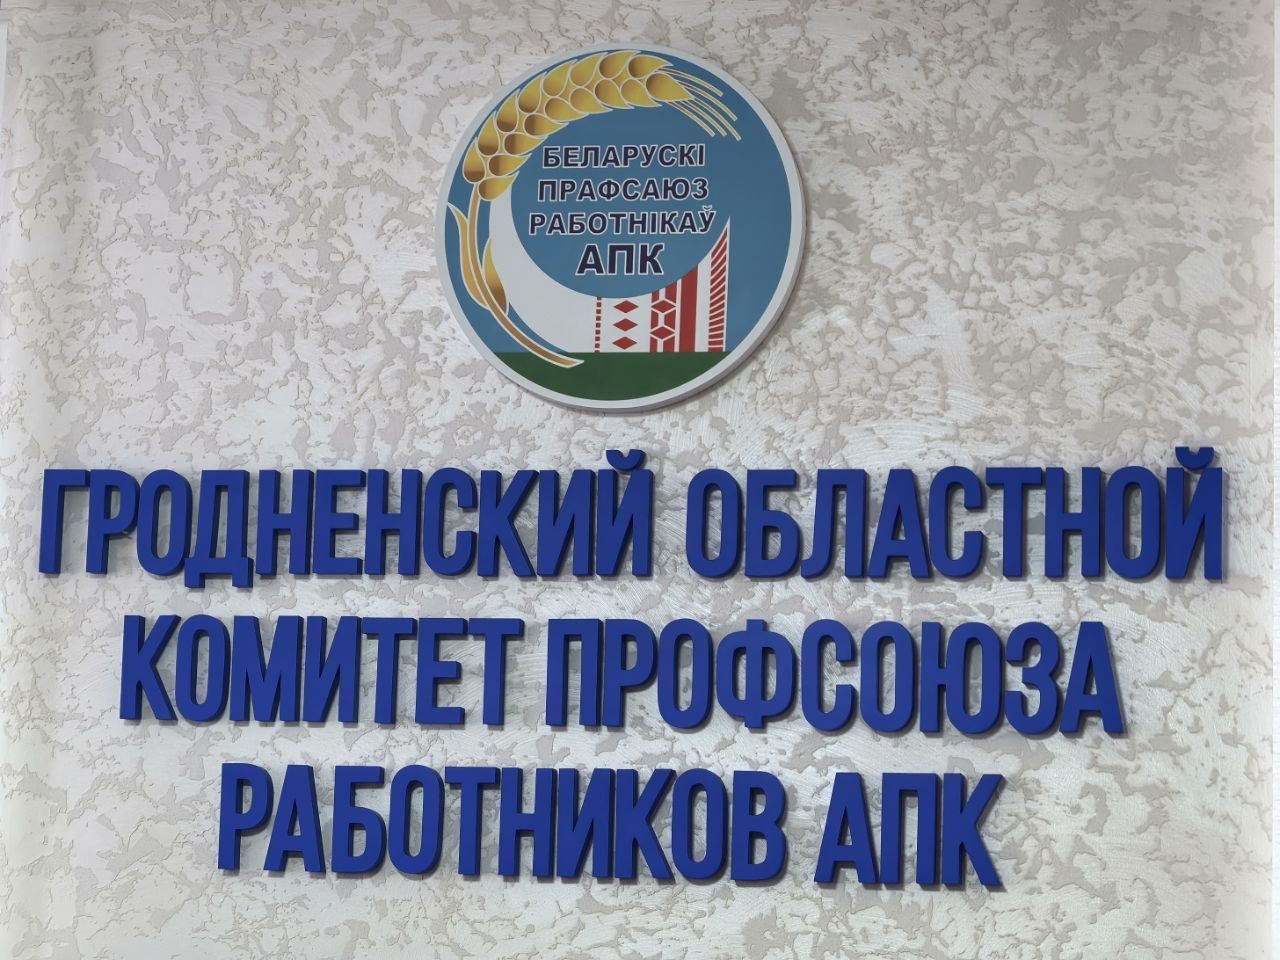 БЕЛАРУСКІ
ПРАФСАЮЗ
РАБОТНІКАЎ
АПК
ГРОДНЕНСКИЙ ОБЛАСТНОЙ
КОМИТЕТ ПРОФСОЮЗА
РАБОТНИКОВ АПК